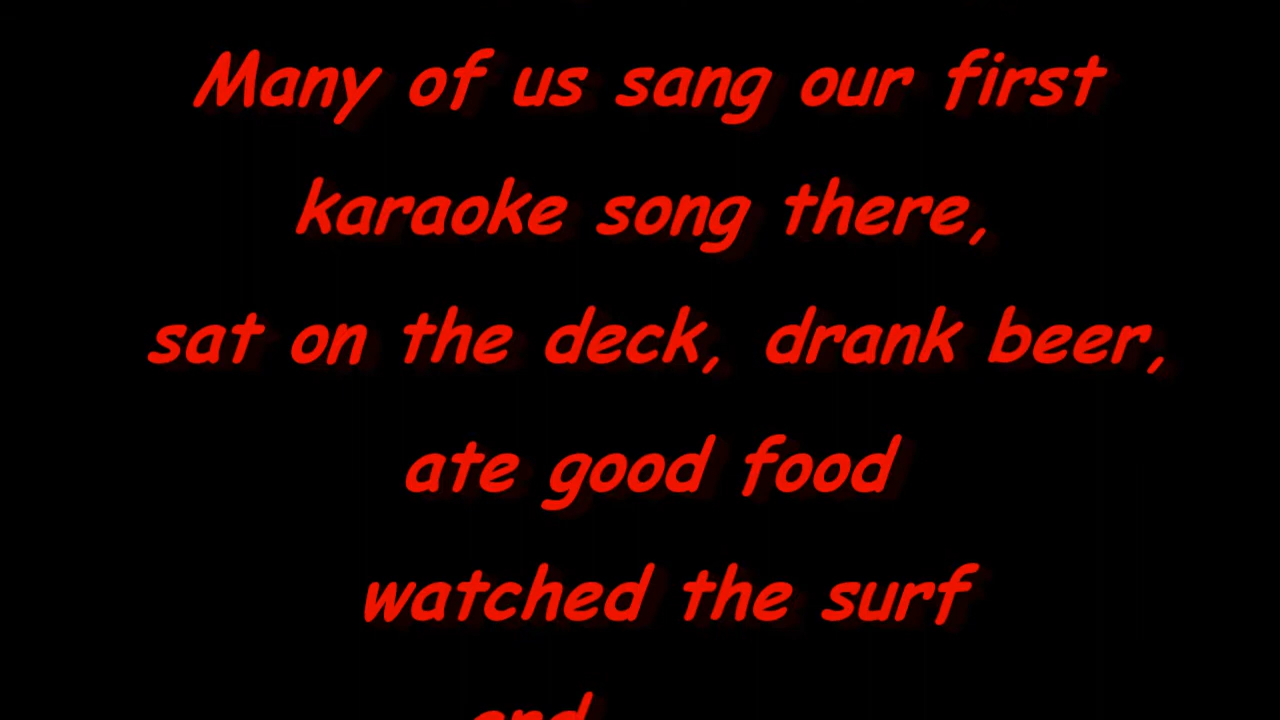 Many of us sang our first
karaoke song there,
sat on the deck, drank beer,
ate good food
watched the surf
and